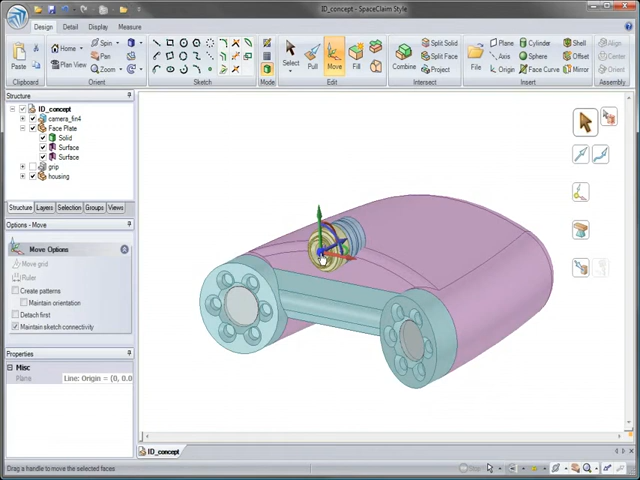 ID_concept - SpaceClaim Style
Design Detail Display Measure
Paste
Clipboard
Home Spin
Pan
Plan View Zoom
Orient
Sketch
Mode
Select Pull Move Fill
Edit
Combine
Split Solid
Split Face
Project
Intersect
File
Plane
Axis
Origin
Cylinder
Sphere
Face Curve
Shell
Offset
Mirror
Insert
Align
Center
Structure
ID_concept
camera_fin4
Face Plate
Solid
Surface
Surface
grip
housing
Structure Layers Selection Groups Views
Options - Move
Move Options
Move grid
Ruler
Create patterns
Maintain orientation
Detach first
Maintain sketch connectivity
Properties
Misc
Plane Line: Origin = (0, 0.0
ID_concept
Drag a handle to move the selected faces